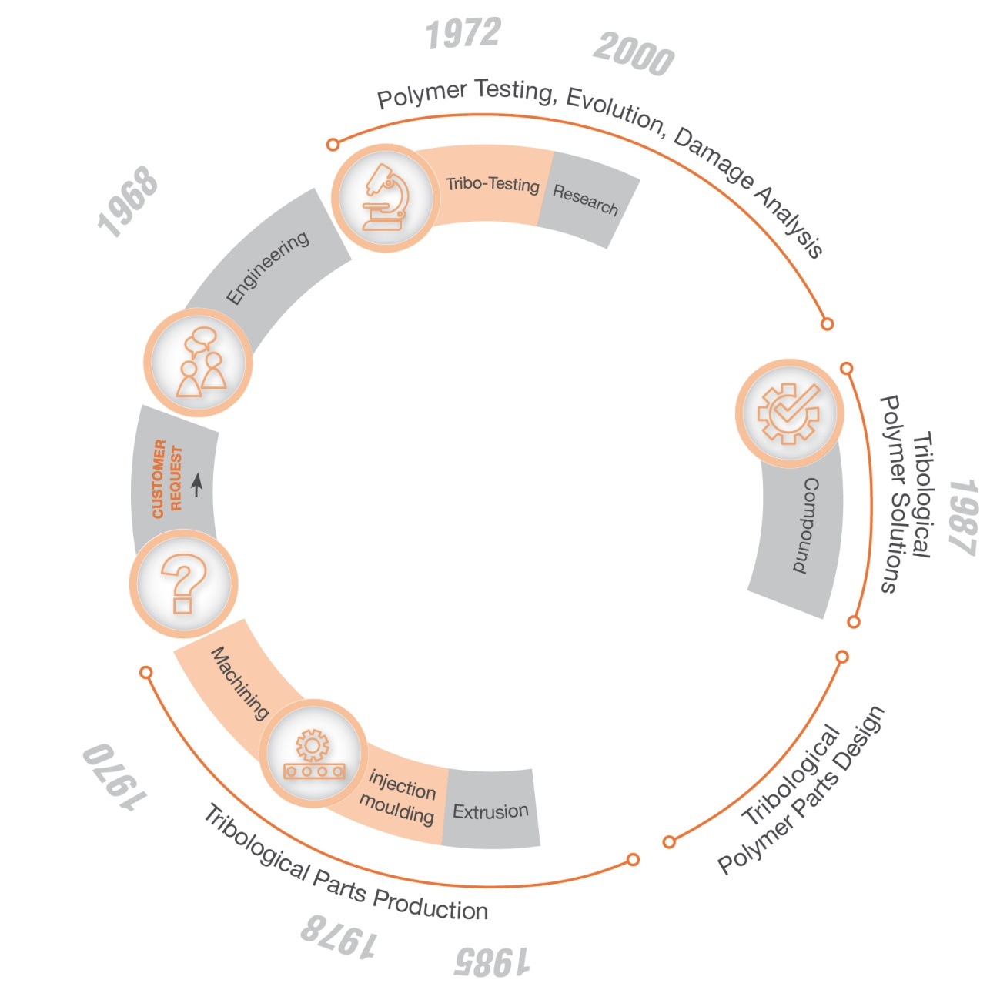 1972
2000
Polymer Testing, Evolution, Damage Analysis
Tribo-Testing
Research
1968
Engineering
CUSTOMER
REQUEST
Compound
Tribological
Polymer Solutions
1987
Machining
injection
moulding
Extrusion
1970
Tribological Parts Production
1978
1985
Tribological
Polymer Parts Design